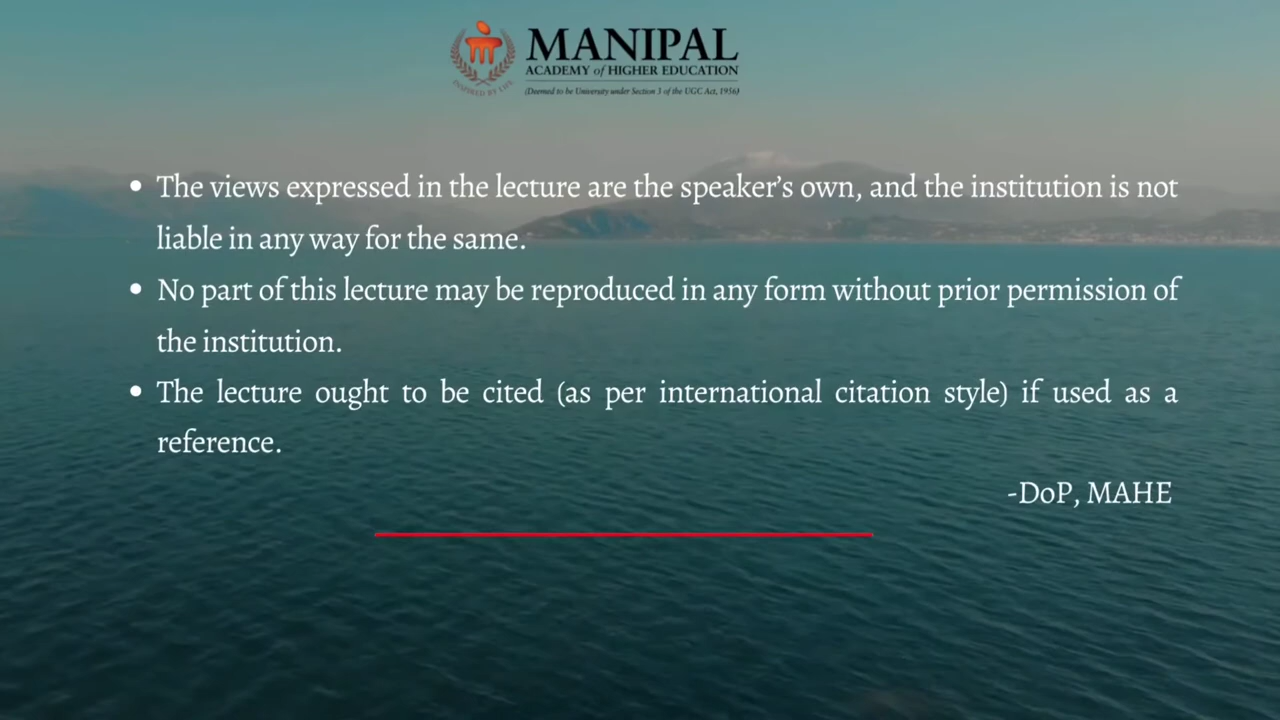 MANIPAL
ACADEMY of HIGHER EDUCATION
(Deemed to be University under Section 3 of the UGC Act, 1956)
INSPIRED BY LIFE
• The views expressed in the lecture are the speaker's own, and the institution is not
liable in any way for the same.
• No part of this lecture may be reproduced in any form without prior permission of
the institution.
• The lecture ought to be cited (as per international citation style) if used as a
reference.
-DoP, MAHE